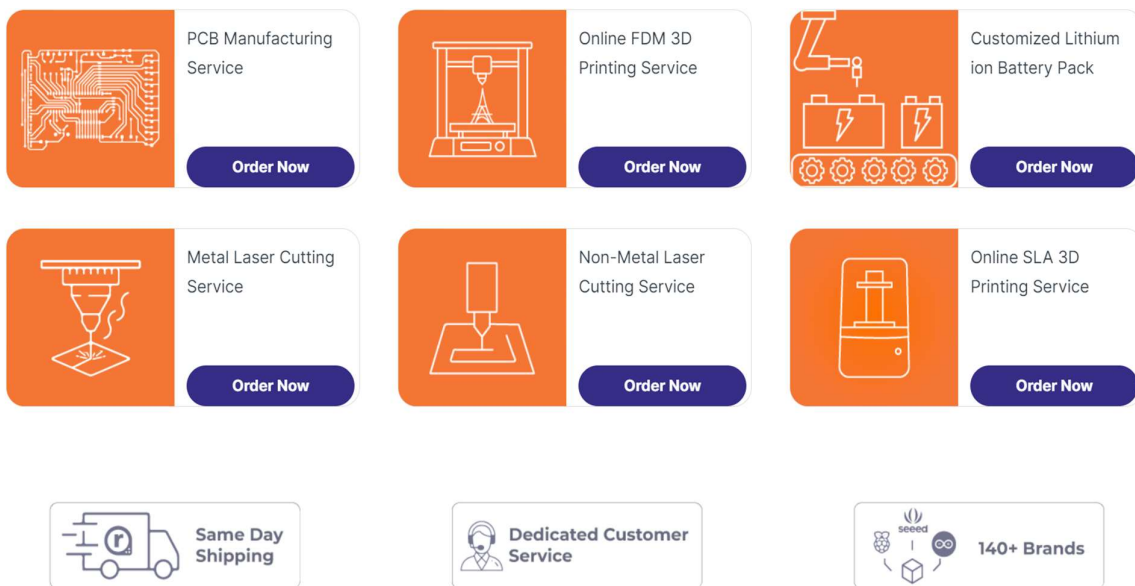 PCB Manufacturing
Service
Order Now
Online FDM 3D
Printing Service
Order Now
Customized Lithium
ion Battery Pack
Order Now
Metal Laser Cutting
Service
Order Now
Non-Metal Laser
Cutting Service
Order Now
Online SLA 3D
Printing Service
Order Now
r
Same Day
Shipping
Dedicated Customer
Service
seeed
140+ Brands